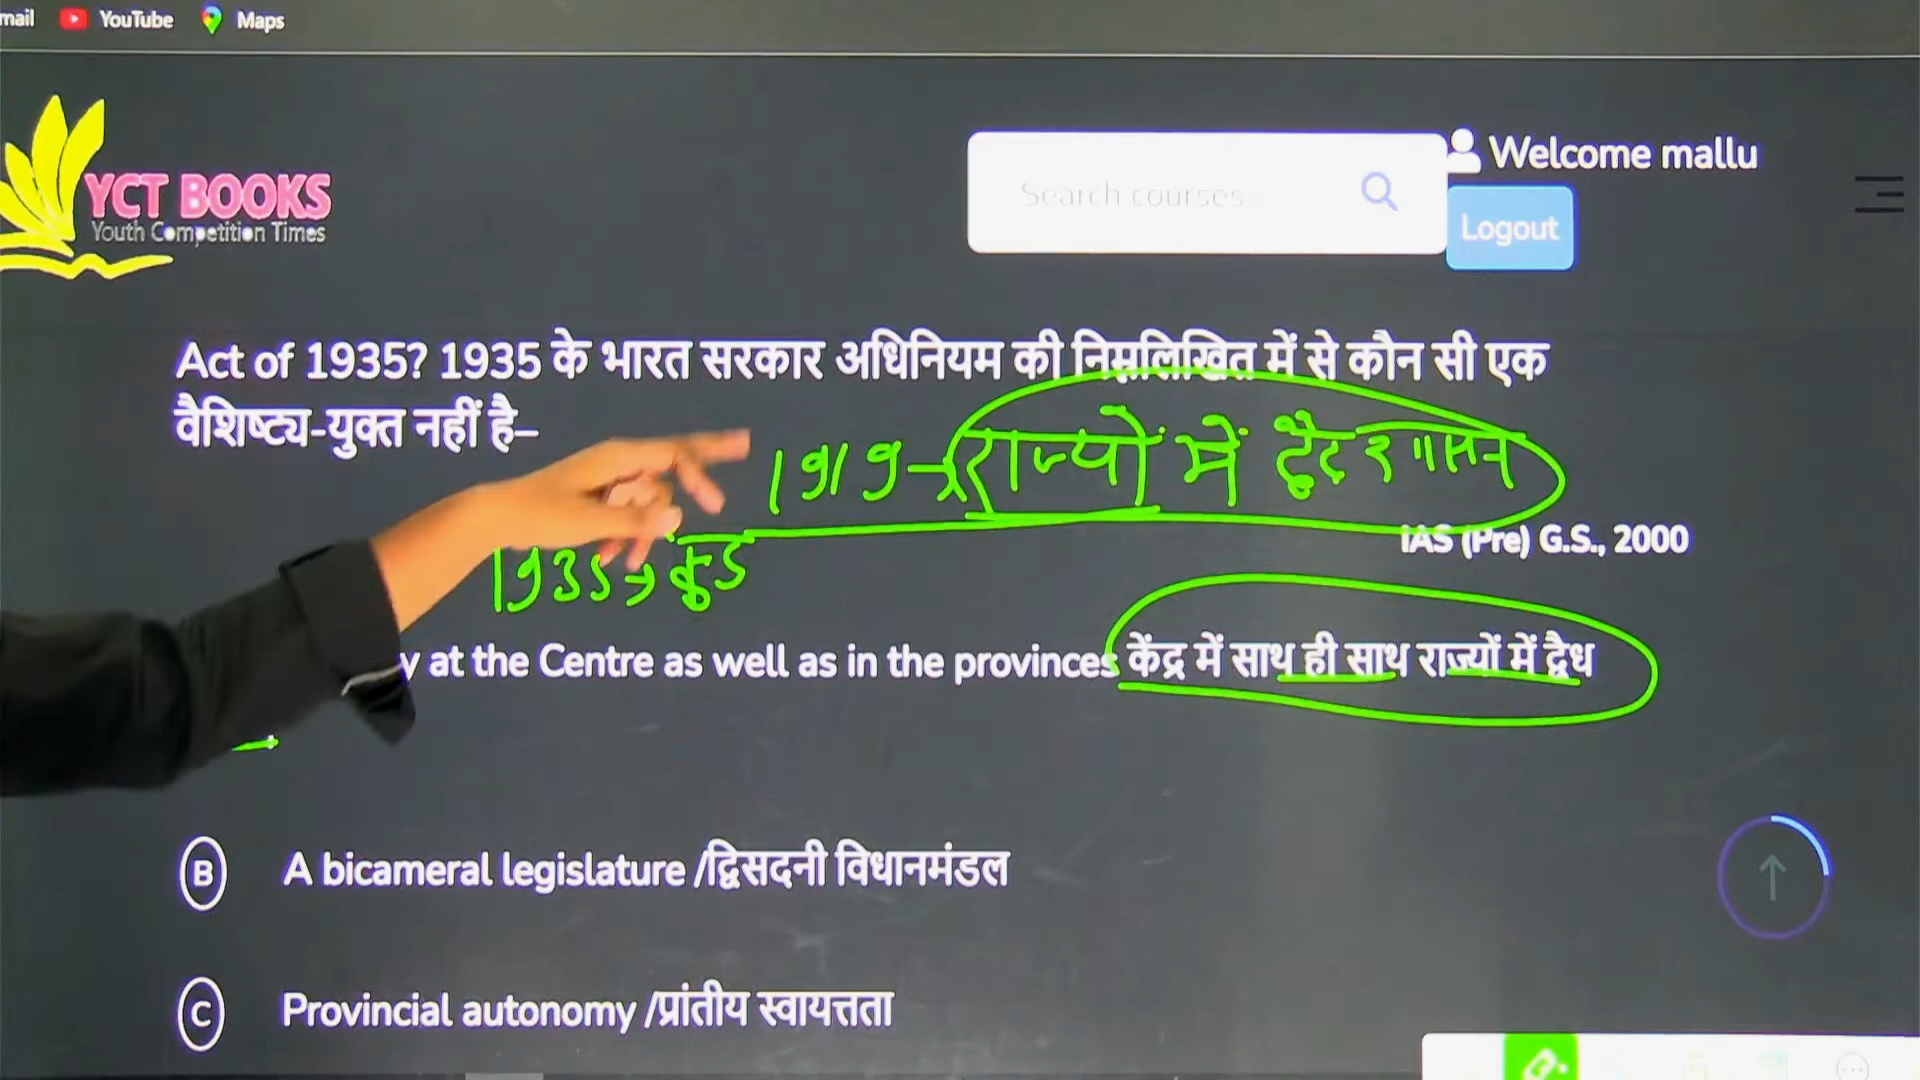 mail YouTube Maps
Welcome mallu
Search courses
YCT BOOKS
Logout
Youth Competition Times
Act of 1935? 1935 के भारत सरकार अधिनियम की निम्नलिखित में से कौन सी एक
वैशिष्ट्य-युक्त नहीं है–
1919→ राज्यों में
IAS (Pre) G.S., 2000
1935→
y at the Centre as well as in the provinces केंद्र में साथ ही साथ राज्यों में द्वैध
B A bicameral legislature /द्विसदनी विधानमंडल
C Provincial autonomy /प्रांतीय स्वायत्तता